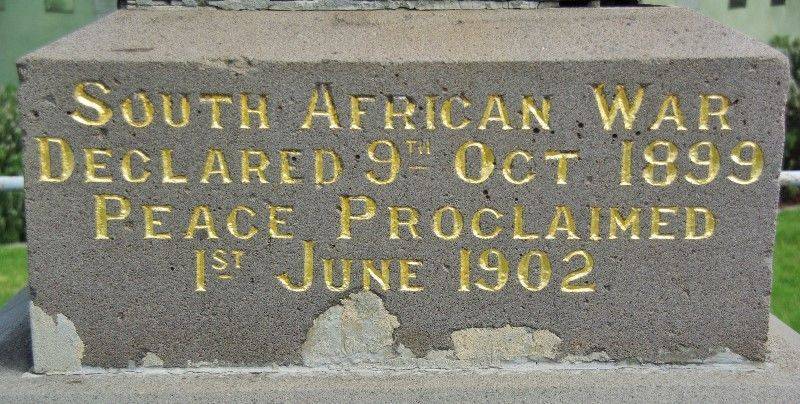 South African War
Declared 9TH Oct 1899
Peace Proclaimed
1ST June 1902